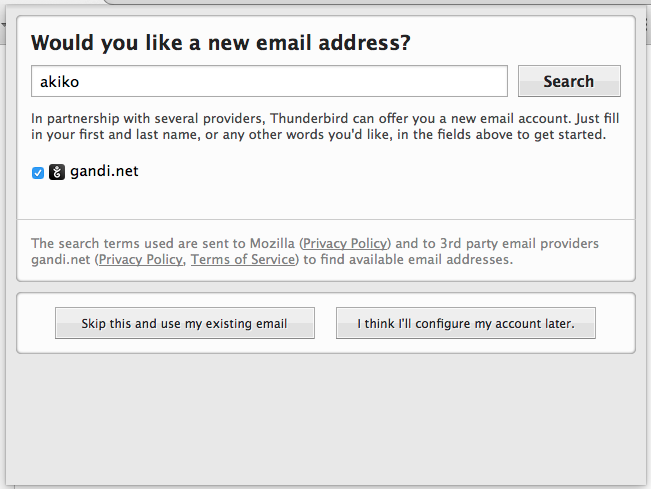 Would you like a new email address?
akiko
Search
In partnership with several providers, Thunderbird can offer you a new email account. Just fill
in your first and last name, or any other words you'd like, in the fields above to get started.
gandi.net
The search terms used are sent to Mozilla (Privacy Policy) and to 3rd party email providers
gandi.net (Privacy Policy, Terms of Service) to find available email addresses.
Skip this and use my existing email
I think I'll configure my account later.